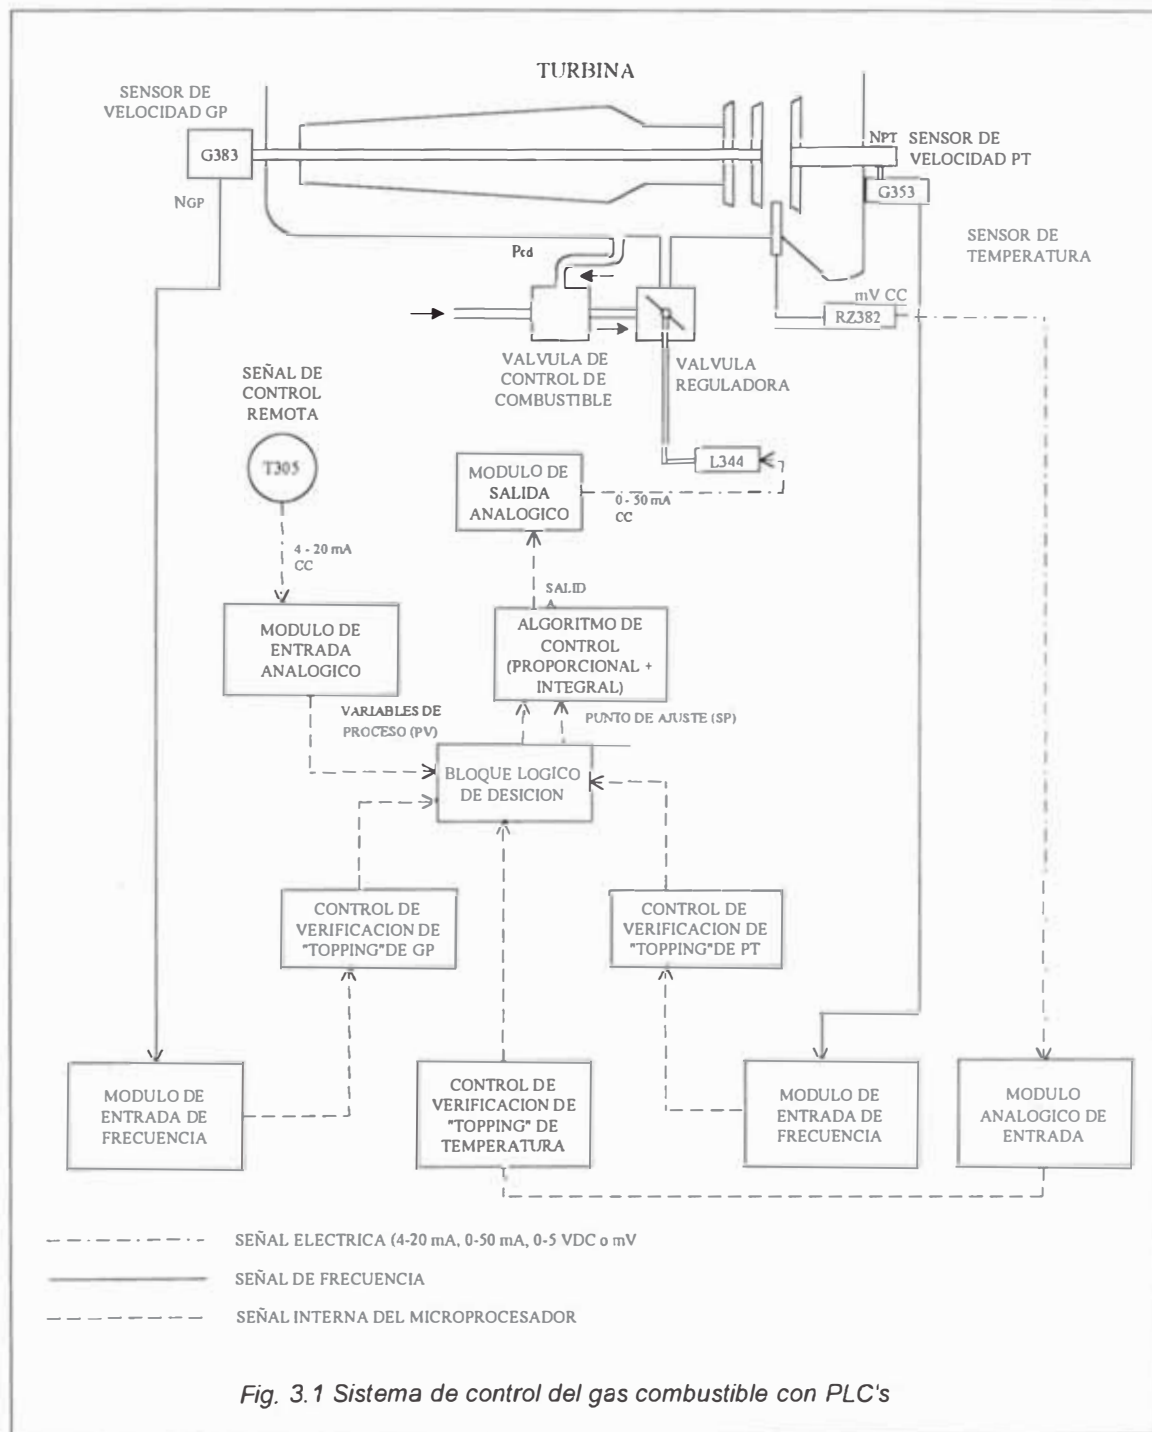 TURBINA
SENSOR DE
VELOCIDAD GP
G383
NGP
NPT
SENSOR DE
VELOCIDAD PT
G353
SENSOR DE
TEMPERATURA
Pcd
mV CC
RZ382
VALVULA DE
CONTROL DE
COMBUSTIBLE
VALVULA
REGULADORA
SEÑAL DE
CONTROL
REMOTA
T305
L344
MODULO DE
SALIDA
ANALOGICO
0 - 50 mA
CC
4 - 20 mA
CC
SALID
A
MODULO DE
ENTRADA
ANALOGICO
ALGORITMO DE
CONTROL
(PROPORCIONAL +
INTEGRAL)
VARIABLES DE
PROCESO (PV)
PUNTO DE AJUSTE (SP)
BLOQUE LOGICO
DE DESICION
CONTROL DE
VERIFICACION DE
"TOPPING"DE GP
CONTROL DE
VERIFICACION DE
"TOPPING"DE PT
MODULO DE
ENTRADA DE
FRECUENCIA
CONTROL DE
VERIFICACION DE
"TOPPING" DE
TEMPERATURA
MODULO DE
ENTRADA DE
FRECUENCIA
MODULO
ANALOGICO DE
ENTRADA
SEÑAL ELECTRICA (4-20 mA, 0-50 mA, 0-5 VDC o mV
SEÑAL DE FRECUENCIA
SEÑAL INTERNA DEL MICROPROCESADOR
Fig. 3.1 Sistema de control del gas combustible con PLC's